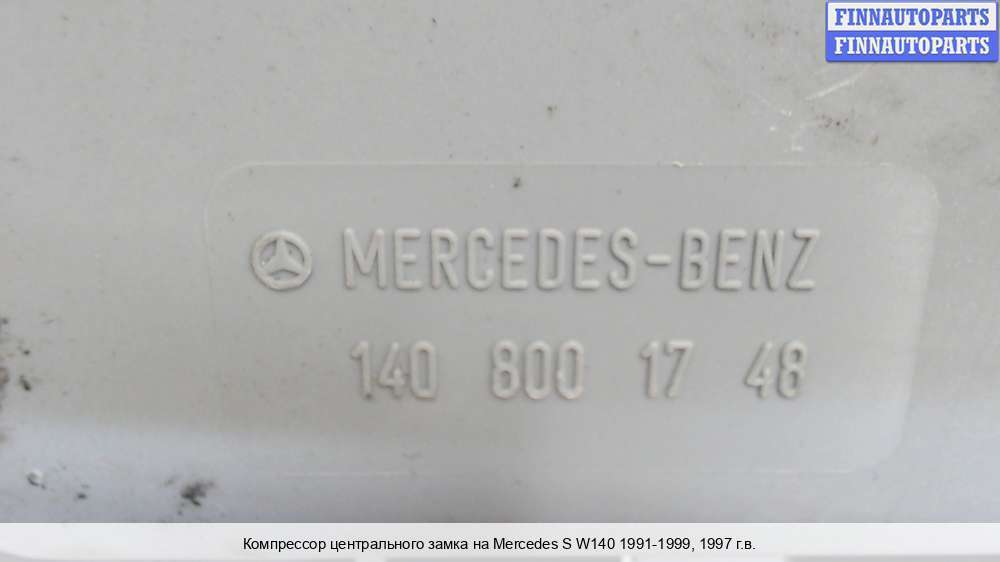 FINNAUTOPARTS
FINNAUTOPARTS
MERCEDES-BENZ
140 800 17 48
Компрессор центрального замка на Mercedes S W140 1991-1999, 1997 г.в.